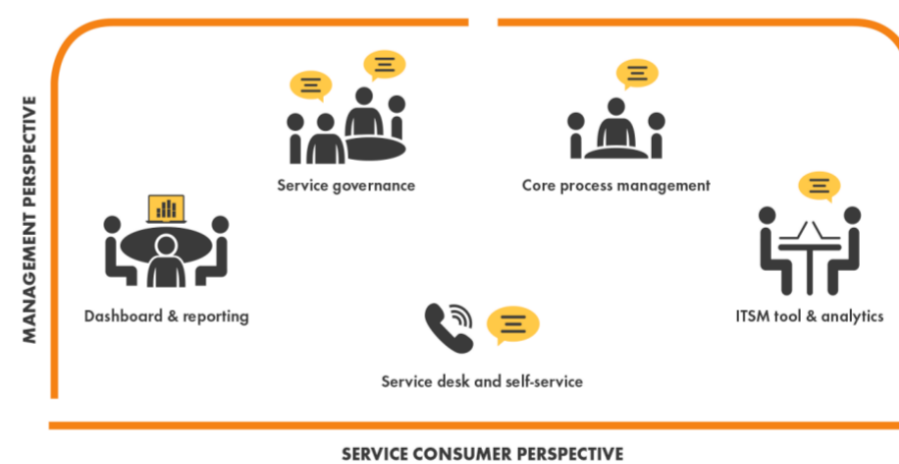 MANAGEMENT PERSPECTIVE
Service governance
Core process management
Dashboard & reporting
ITSM tool & analytics
Service desk and self-service
SERVICE CONSUMER PERSPECTIVE